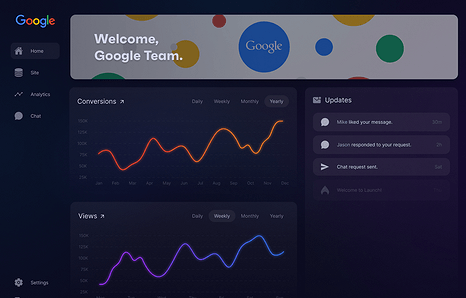 Google
Home
Site
Analytics
Chat
Settings
Welcome,
Google Team.
Google
Conversions
Daily
Weekly
Monthly
Yearly
Jan
Feb
Mar
Apr
May
Jun
Jul
Aug
Sep
Oct
Nov
Dec
Views
Daily
Weekly
Monthly
Yearly
Updates
Mike liked your message.
Jason responded to your request.
Chat request sent.
Welcome to Launch!